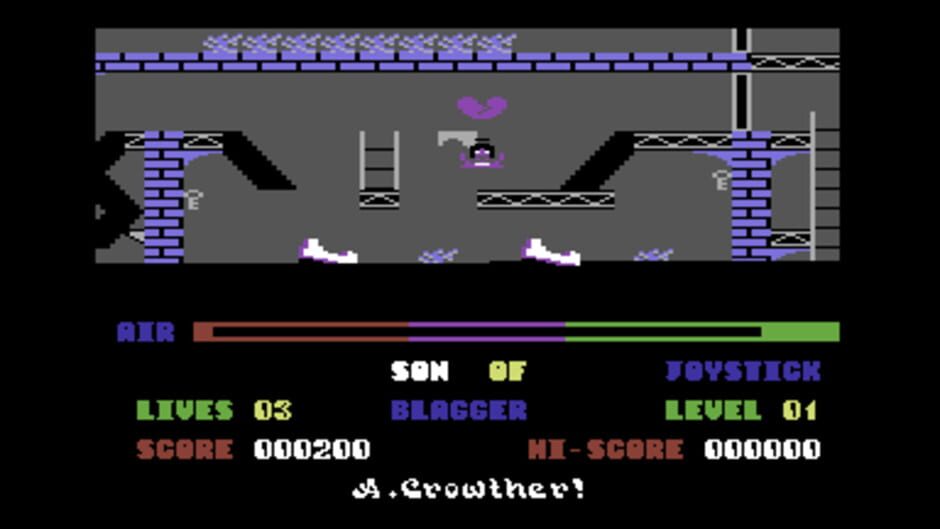 AIR
SON OF JOYSTICK
LIVES 03 BLAGGER LEVEL 01
SCORE 000200 HI-SCORE 000000
A.Crowther!